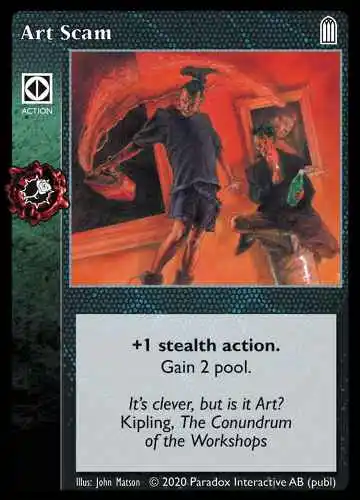 Art Scam
ACTION
+1 stealth action.
Gain 2 pool.
It's clever, but is it Art?
Kipling, The Conundrum
of the Workshops
Illus: John Matson © 2020 Paradox Interactive AB (publ)